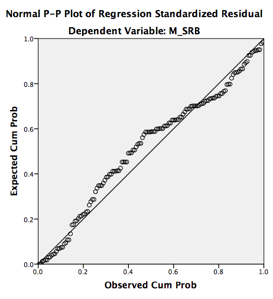 Normal P-P Plot of Regression Standardized Residual
Dependent Variable: M_SRB
1.0
0.8
0.6
0.4
0.2
0.0
Expected Cum Prob
0.0 0.2 0.4 0.6 0.8 1.0
Observed Cum Prob